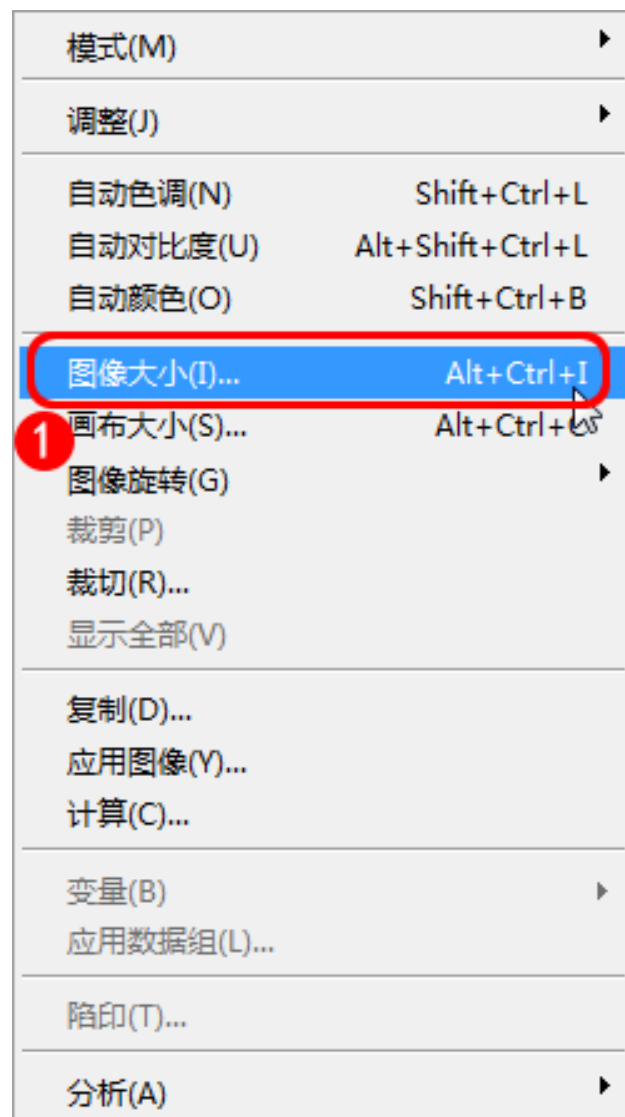 模式(M)
调整(J)
自动色调(N) Shift+Ctrl+L
自动对比度(U) Alt+Shift+Ctrl+L
自动颜色(O) Shift+Ctrl+B
图像大小(I)... Alt+Ctrl+I
1
画布大小(S)... Alt+Ctrl+
图像旋转(G)
裁剪(P)
裁切(R)...
显示全部(V)
复制(D)...
应用图像(Y)...
计算(C)...
变量(B)
应用数据组(L)...
陷印(T)...
分析(A)